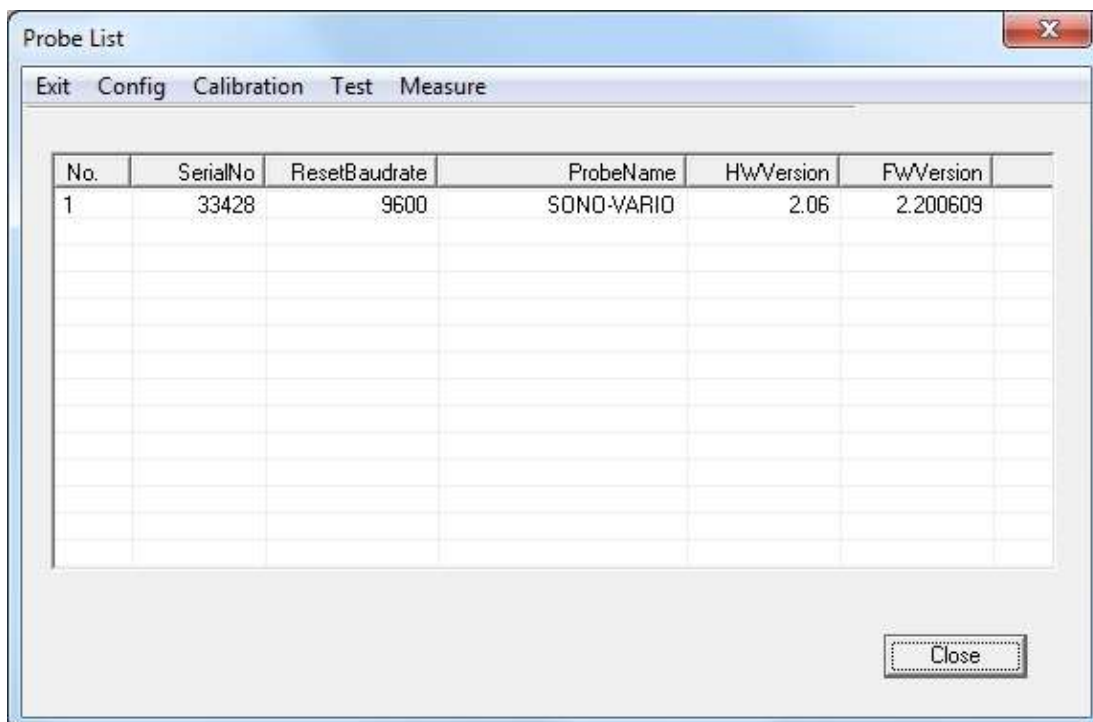 Probe List
Exit Config Calibration Test Measure
No. SerialNo ResetBaudrate ProbeName HWVersion FWVersion
1 33428 9600 SONO-VARIO 2.06 2.200609
Close